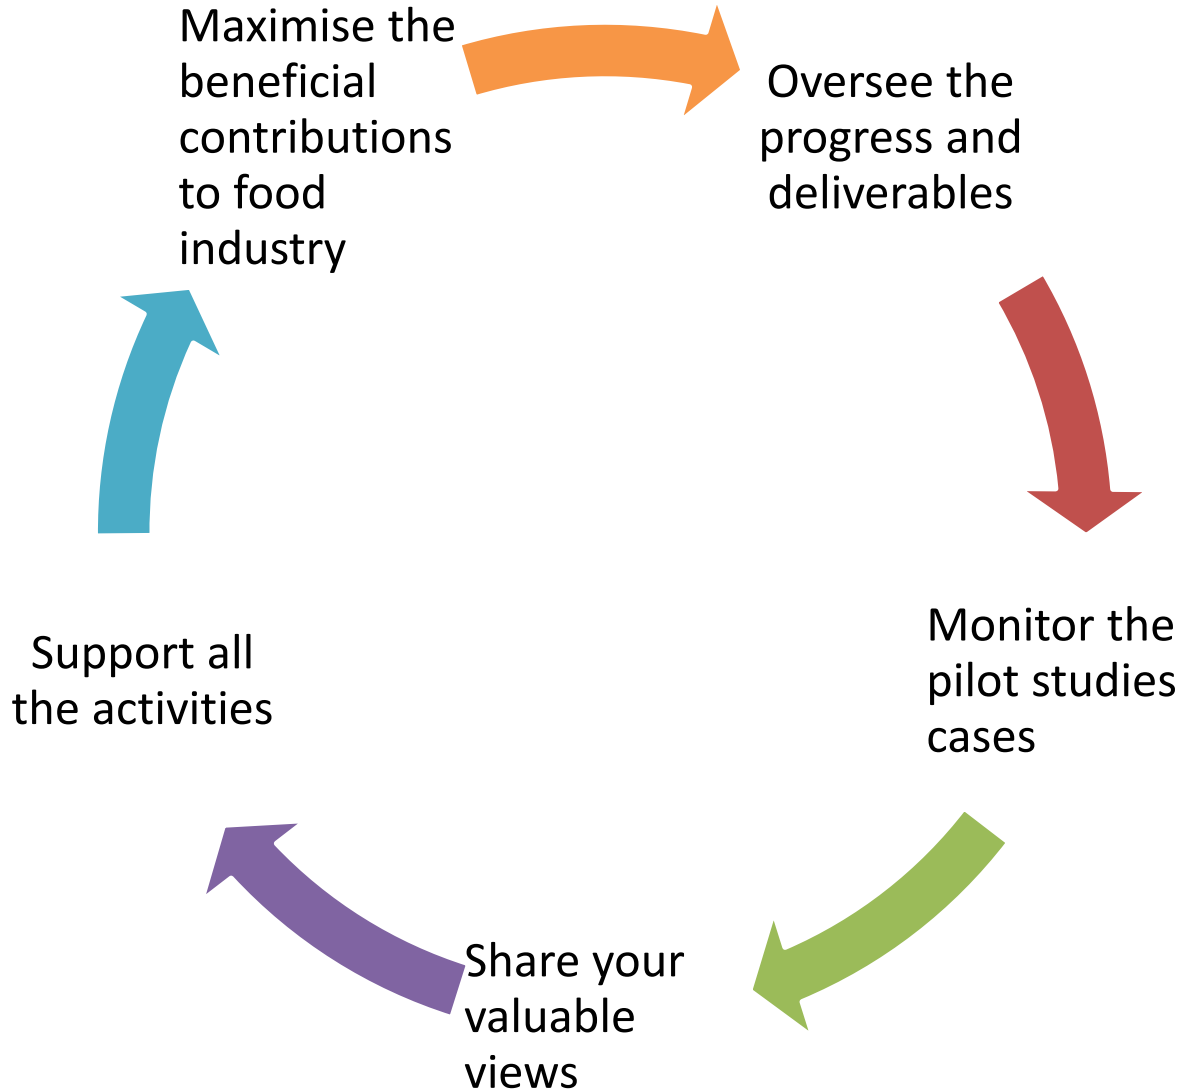 Maximise the
beneficial
contributions
to food
industry
Oversee the
progress and
deliverables
Monitor the
pilot studies
cases
Share your
valuable
views
Support all
the activities